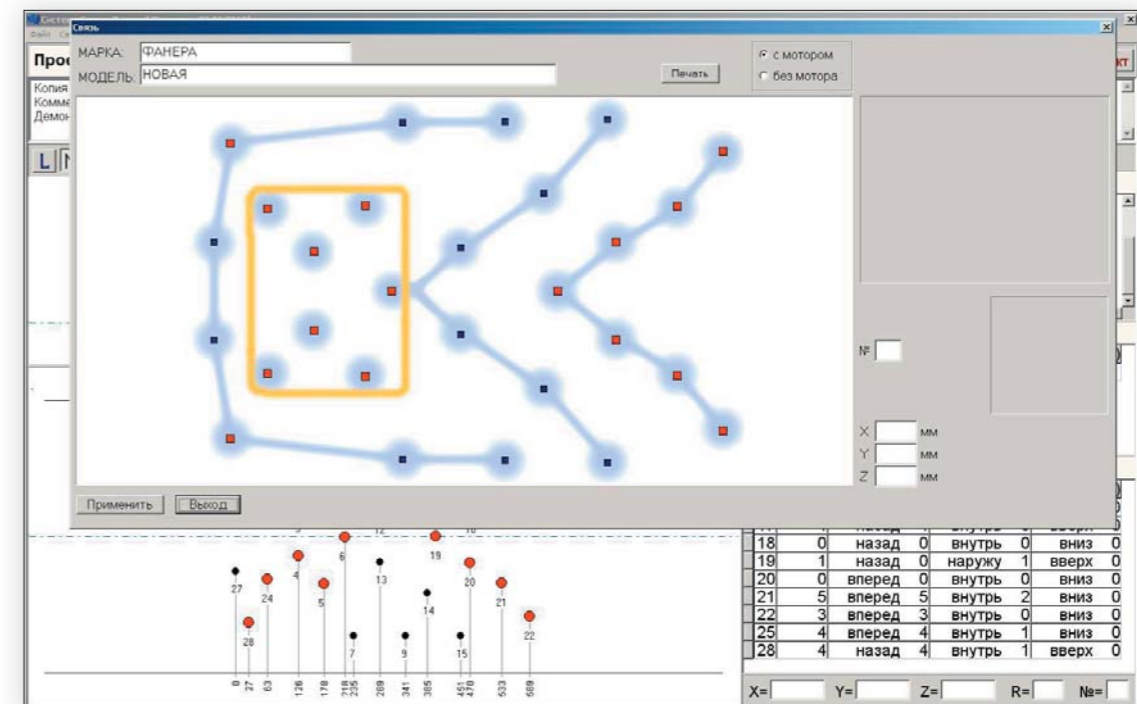 Связь
МАРКА: ФАНЕРА
МОДЕЛЬ: НОВАЯ
Печать
с мотором
без мотора
№
X мм
Y мм
Z мм
Применить Выход
Прое
кт
Копия
Комме
Демон
L
6 19
4 13 20
27 24 5 14 21
28 22
7 9 15
0 27 63 126 178 218 235 289 341 385 451 470 533 589
18 0 назад 0 внутрь 0 вниз 0
19 1 назад 0 наружу 1 вверх 0
20 0 вперед 0 внутрь 0 вниз 0
21 5 вперед 5 внутрь 2 вниз 0
22 3 вперед 3 внутрь 0 вниз 0
25 4 вперед 4 внутрь 1 вниз 0
28 4 назад 4 внутрь 1 вверх 0
X= Y= Z= R= №=